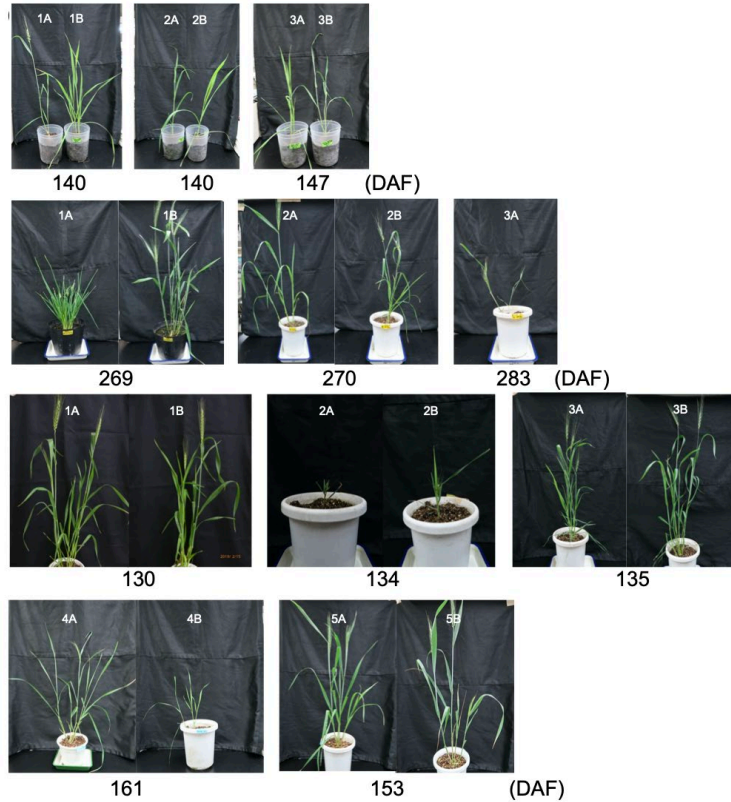 1A 1B 2A 2B 3A 3B
140 140 147 (DAF)
1A 1B 2A 2B 3A
269 270 283 (DAF)
1A 1B 2A 2B 3A 3B
130 134 135
4A 4B 5A 5B
161 153 (DAF)